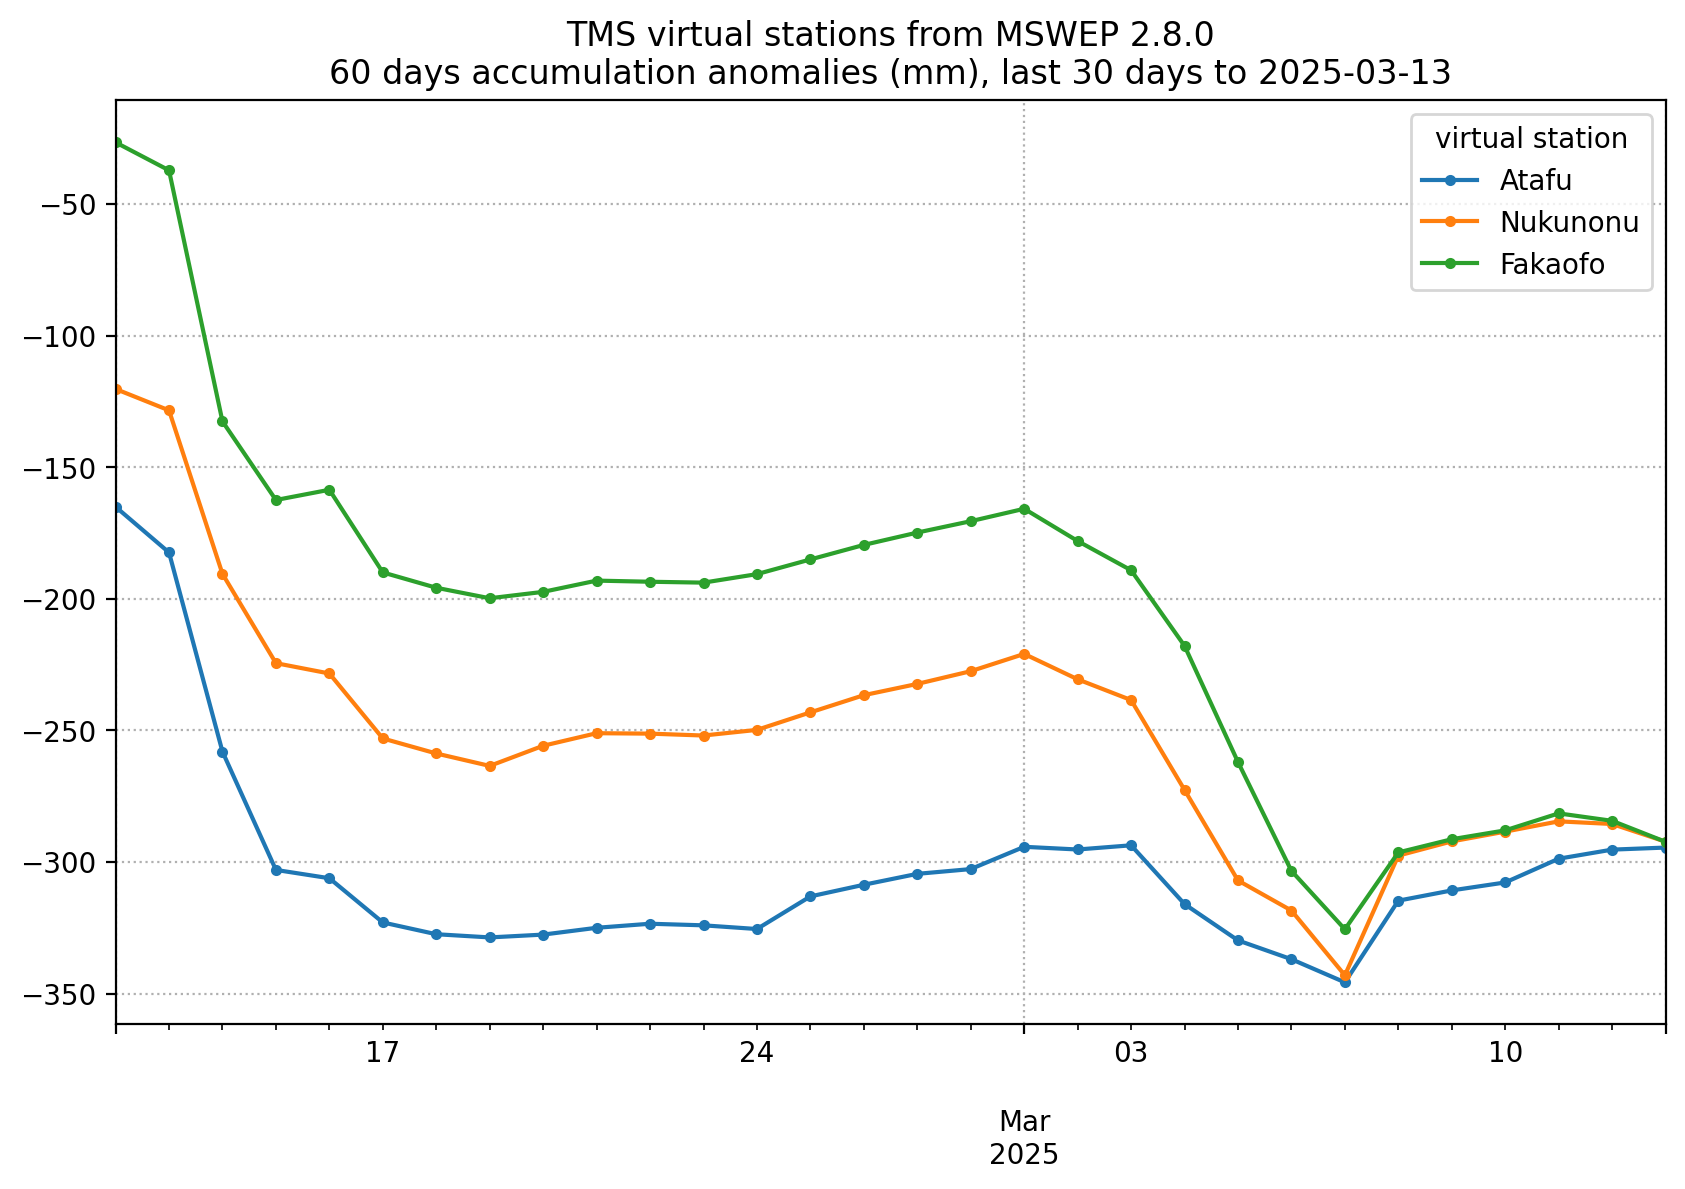 TMS virtual stations from MSWEP 2.8.0
60 days accumulation anomalies (mm), last 30 days to 2025-03-13
virtual station
Atafu
Nukunonu
Fakaofo
−50
−100
−150
−200
−250
−300
−350
17
24
03
10
Mar
2025